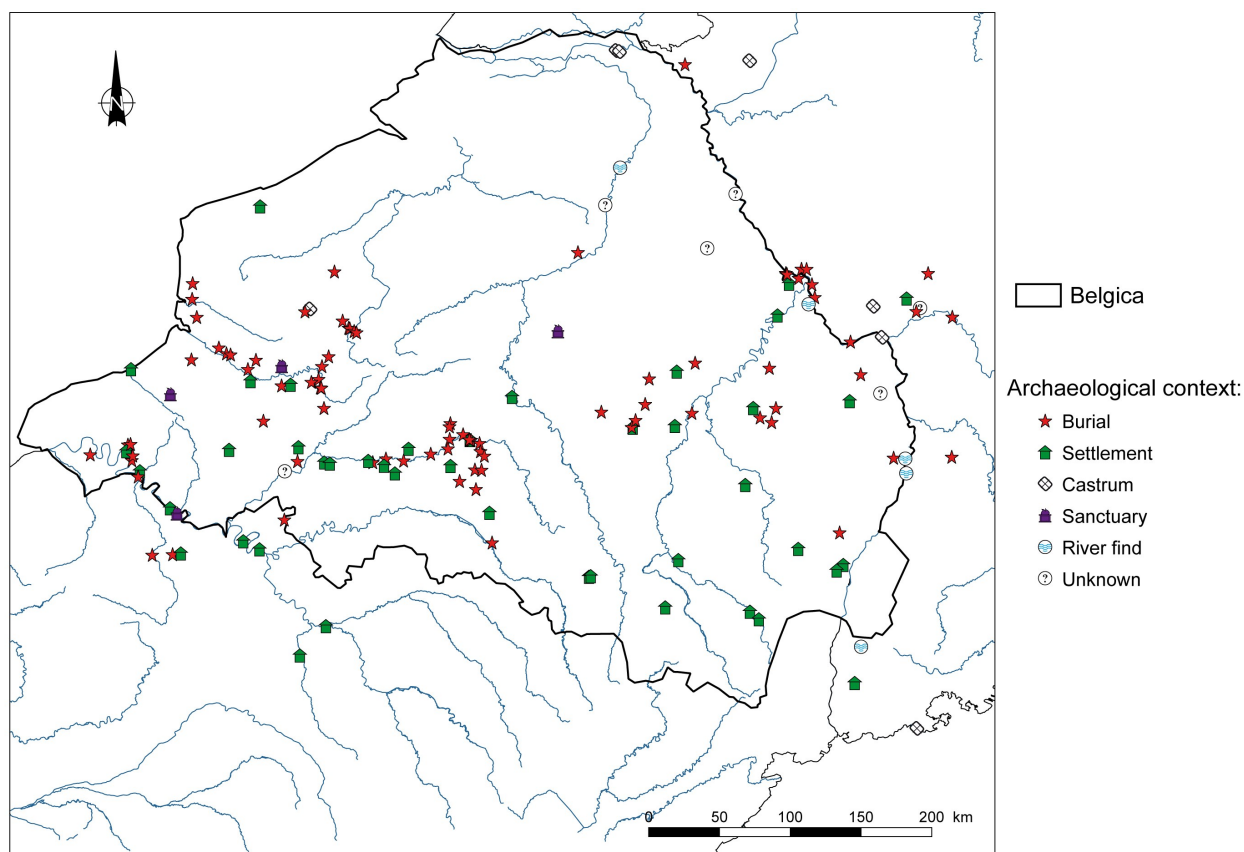 N
Belgica
Archaeological context:
Burial
Settlement
Castrum
Sanctuary
River find
? Unknown
0 50 100 150 200 km